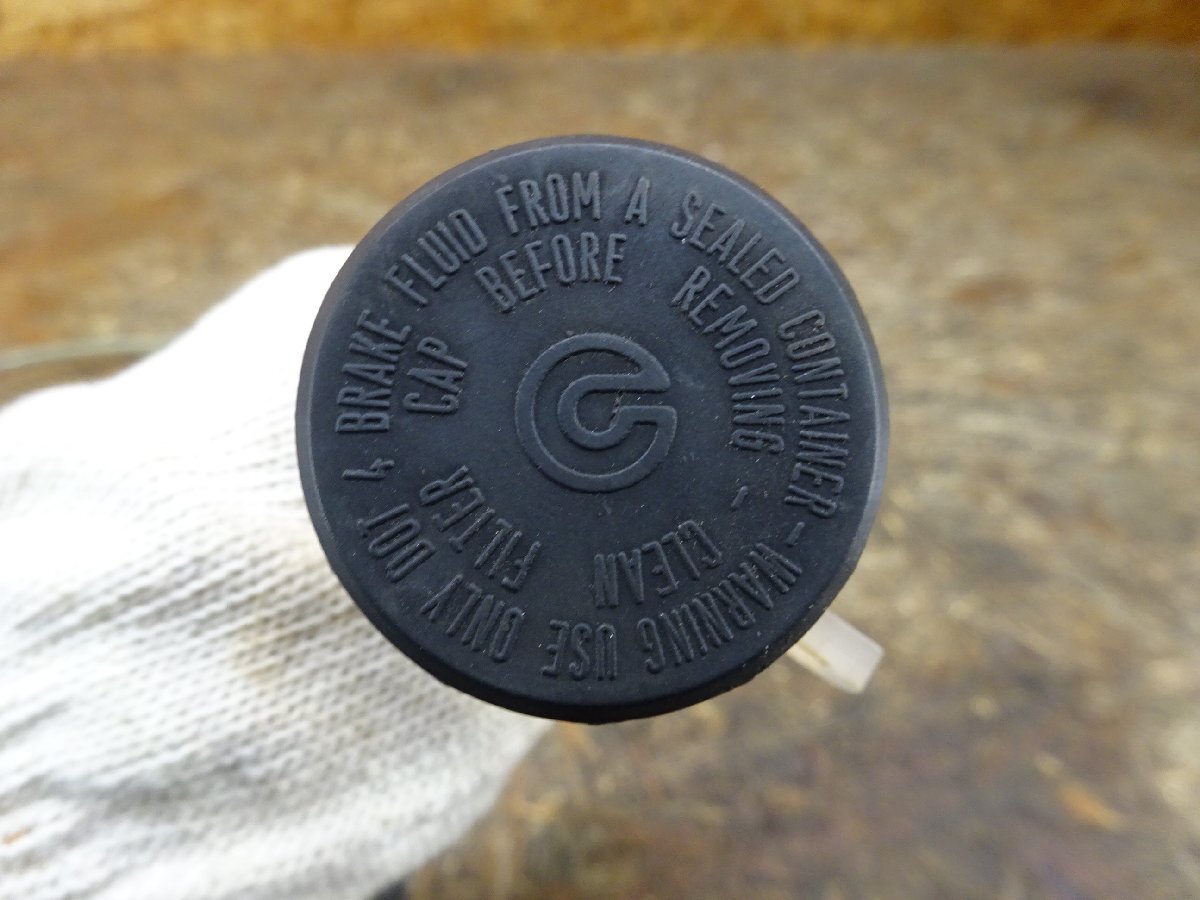 WARNING USE ONLY DOT 4 BRAKE FLUID FROM A SEALED CONTAINER -
CLEAN FILTER CAP BEFORE REMOVING -